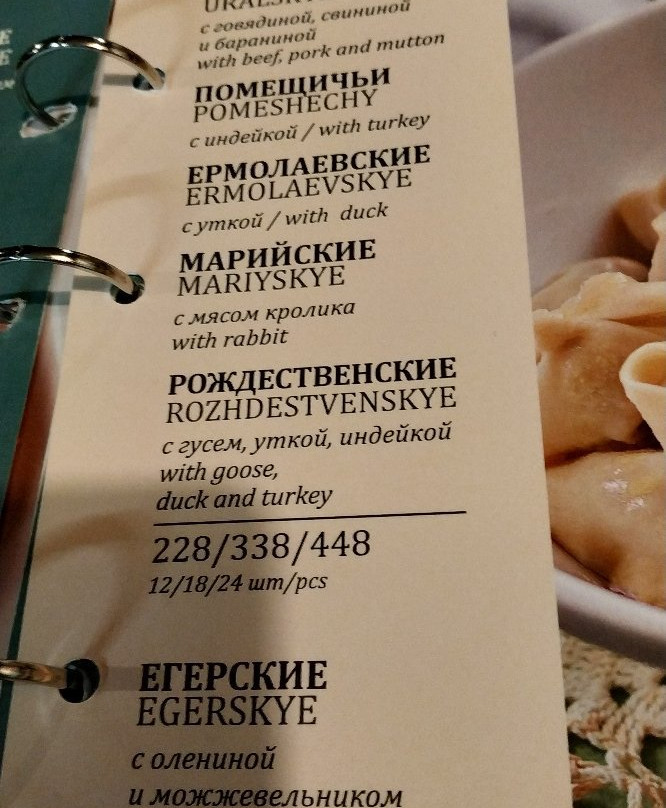 URALSK
с говядиной, свининой
и бараниной
with beef, pork and mutton
ПОМЕЩИЧЬИ
POMESHECHY
с индейкой / with turkey
ЕРМОЛАЕВСКИЕ
ERMOLAEVSKYE
с уткой / with duck
МАРИЙСКИЕ
MARIYSKYE
с мясом кролика
with rabbit
РОЖДЕСТВЕНСКИЕ
ROZHDESTVENSKYE
с гусем, уткой, индейкой
with goose,
duck and turkey
228/338/448
12/18/24 шт/pcs
ЕГЕРСКИЕ
EGERSKYE
с олениной
и можжевельником